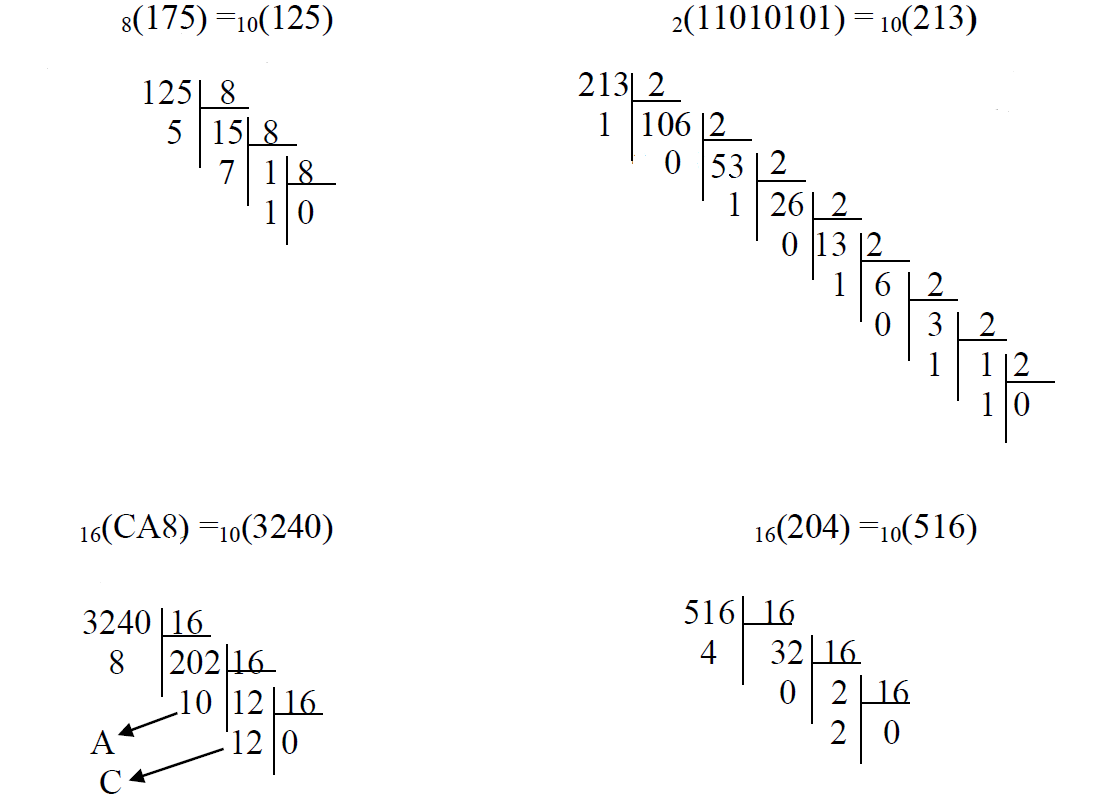 ₈(175) =₁₀(125)
125 8
5 15 8
7 1 8
1 0
₂(11010101) = ₁₀(213)
213 2
1 106 2
0 53 2
1 26 2
0 13 2
1 6 2
0 3 2
1 1 2
1 0
₁₆(CA8) =₁₀(3240)
3240 16
8 202 16
10 12 16
A 12 0
C
₁₆(204) =₁₀(516)
516 16
4 32 16
0 2 16
2 0